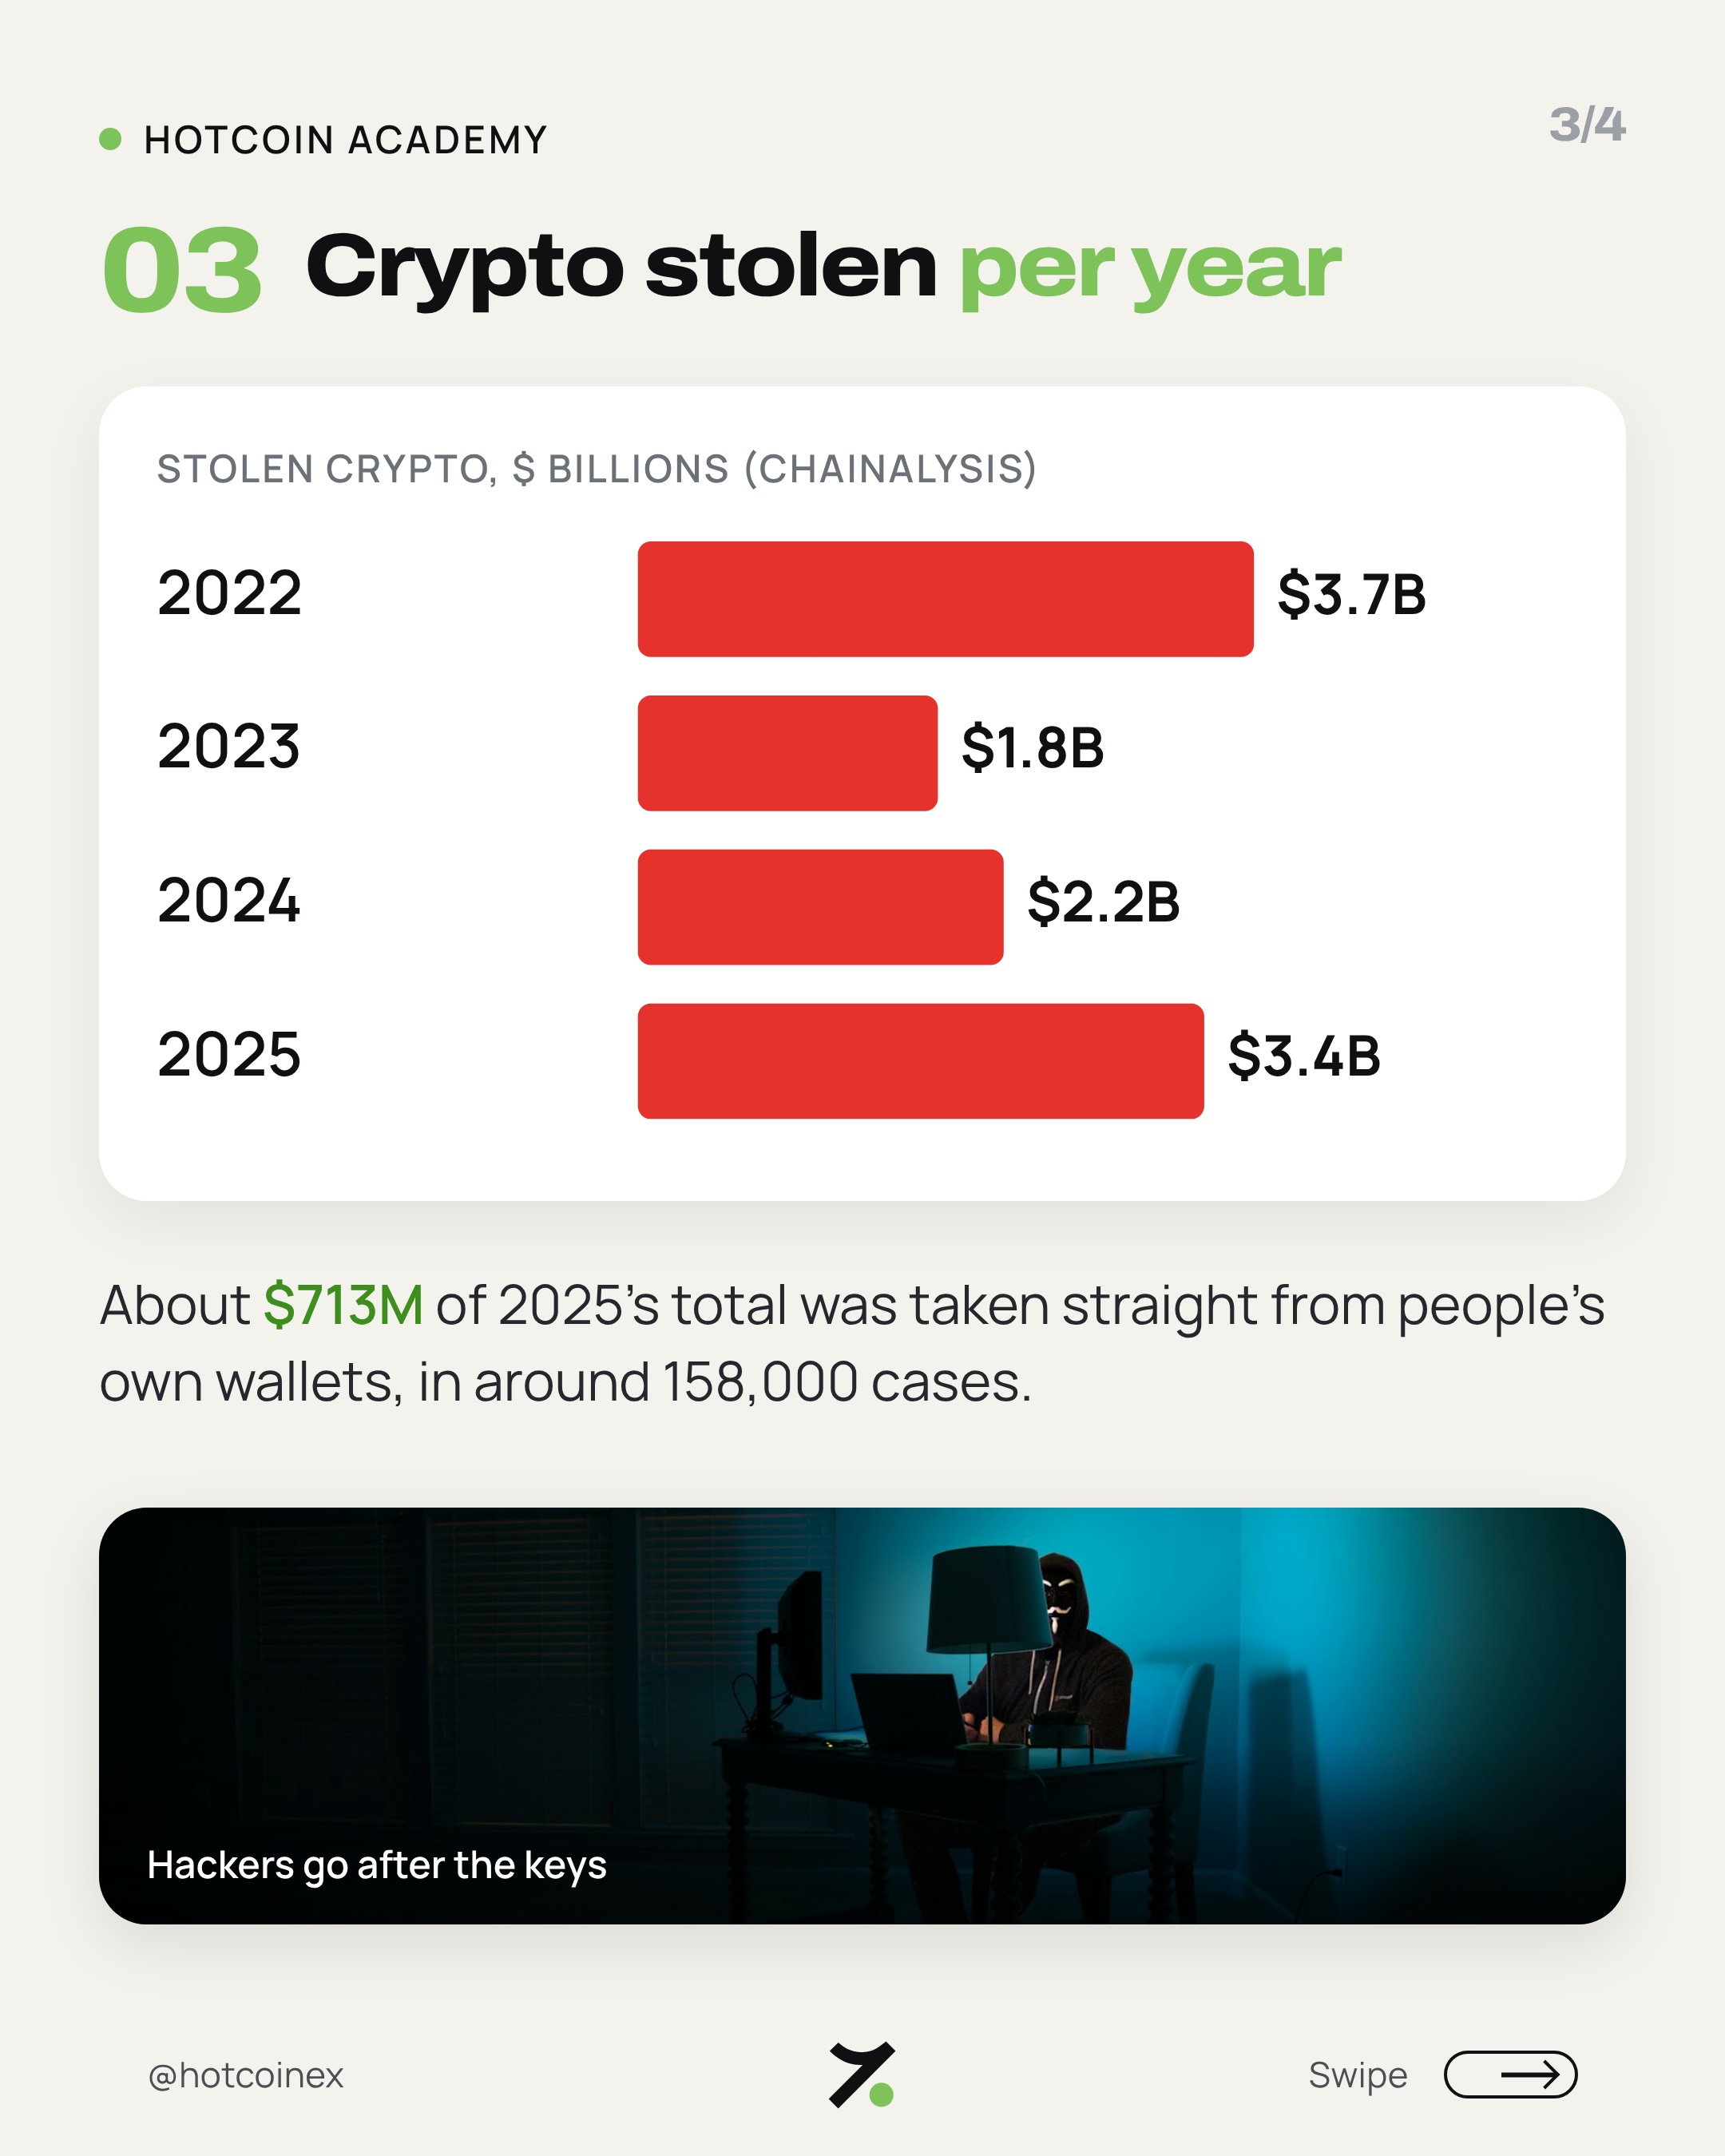 HOTCOIN ACADEMY
3/4
03 Crypto stolen per year
STOLEN CRYPTO, $ BILLIONS (CHAINALYSIS)
2022 $3.7B
2023 $1.8B
2024 $2.2B
2025 $3.4B
About $713M of 2025’s total was taken straight from people’s
own wallets, in around 158,000 cases.
Hackers go after the keys
@hotcoinex
Swipe